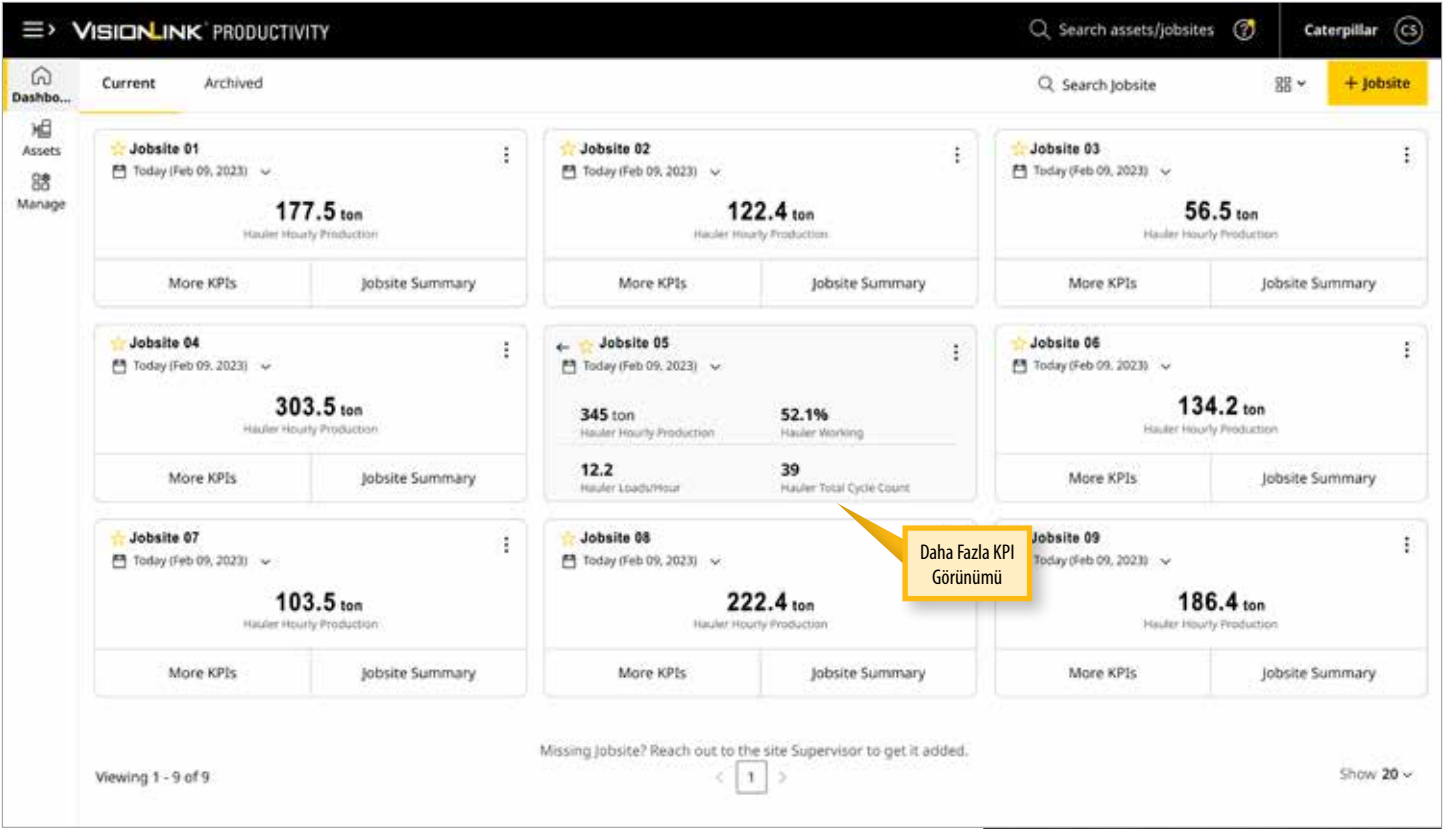 VISIONLINK PRODUCTIVITY
Search assets/jobsites
Caterpillar CS
Dashbo...
Assets
Manage
Current Archived
Search Jobsite
+ Jobsite
Jobsite 01
Today (Feb 09, 2023)
177.5 ton
Hauler Hourly Production
More KPIs Jobsite Summary
Jobsite 02
Today (Feb 09, 2023)
122.4 ton
Hauler Hourly Production
More KPIs Jobsite Summary
Jobsite 03
Today (Feb 09, 2023)
56.5 ton
Hauler Hourly Production
More KPIs Jobsite Summary
Jobsite 04
Today (Feb 09, 2023)
303.5 ton
Hauler Hourly Production
More KPIs Jobsite Summary
Jobsite 05
Today (Feb 09, 2023)
345 ton
Hauler Hourly Production
52.1%
Hauler Working
12.2
Hauler Loads/Hour
39
Hauler Total Cycle Count
Daha Fazla KPI
Görünümü
Jobsite 06
Today (Feb 09, 2023)
134.2 ton
Hauler Hourly Production
More KPIs Jobsite Summary
Jobsite 07
Today (Feb 09, 2023)
103.5 ton
Hauler Hourly Production
More KPIs Jobsite Summary
Jobsite 08
Today (Feb 09, 2023)
222.4 ton
Hauler Hourly Production
More KPIs Jobsite Summary
Jobsite 09
Today (Feb 09, 2023)
186.4 ton
Hauler Hourly Production
More KPIs Jobsite Summary
Missing Jobsite? Reach out to the site Supervisor to get it added.
Viewing 1 - 9 of 9
< 1 >
Show 20